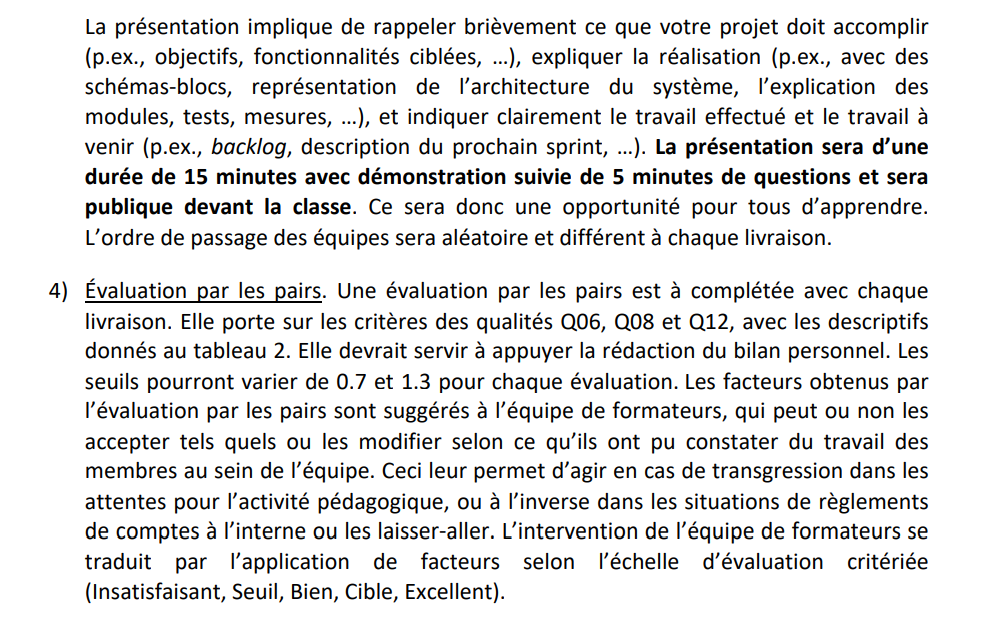 La présentation implique de rappeler brièvement ce que votre projet doit accomplir
(p.ex., objectifs, fonctionnalités ciblées, …), expliquer la réalisation (p.ex., avec des
schémas-blocs, représentation de l’architecture du système, l’explication des
modules, tests, mesures, …), et indiquer clairement le travail effectué et le travail à
venir (p.ex., backlog, description du prochain sprint, …). La présentation sera d’une
durée de 15 minutes avec démonstration suivie de 5 minutes de questions et sera
publique devant la classe. Ce sera donc une opportunité pour tous d’apprendre.
L’ordre de passage des équipes sera aléatoire et différent à chaque livraison.
4) Évaluation par les pairs. Une évaluation par les pairs est à complétée avec chaque
livraison. Elle porte sur les critères des qualités Q06, Q08 et Q12, avec les descriptifs
donnés au tableau 2. Elle devrait servir à appuyer la rédaction du bilan personnel. Les
seuils pourront varier de 0.7 et 1.3 pour chaque évaluation. Les facteurs obtenus par
l’évaluation par les pairs sont suggérés à l’équipe de formateurs, qui peut ou non les
accepter tels quels ou les modifier selon ce qu’ils ont pu constater du travail des
membres au sein de l’équipe. Ceci leur permet d’agir en cas de transgression dans les
attentes pour l’activité pédagogique, ou à l’inverse dans les situations de règlements
de comptes à l’interne ou les laisser-aller. L’intervention de l’équipe de formateurs se
traduit par l’application de facteurs selon l’échelle d’évaluation critériée
(Insatisfaisant, Seuil, Bien, Cible, Excellent).